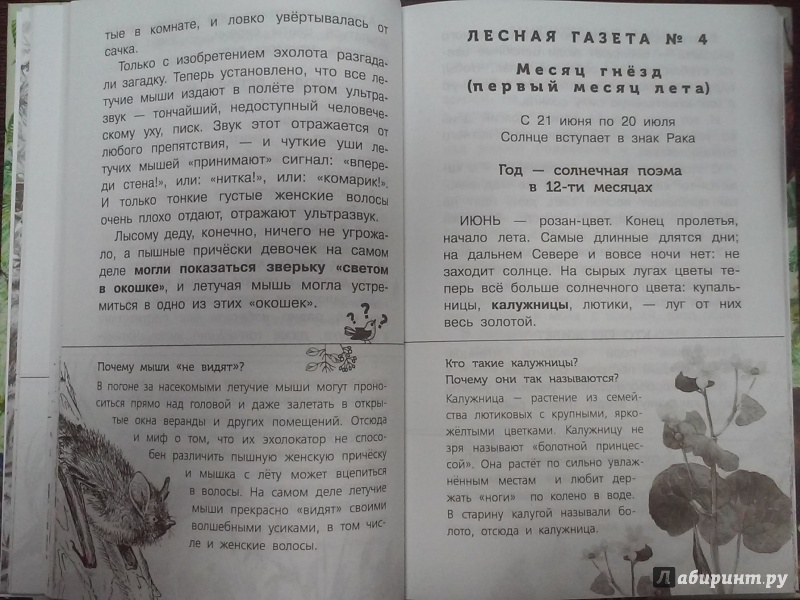 тые в комнате, и ловко увёртывалась от
сачка.
Только с изобретением эхолота разгада-
ли загадку. Теперь установлено, что все ле-
тучие мыши издают в полёте ртом ультра-
звук — тончайший, недоступный человече-
скому уху, писк. Звук этот отражается от
любого препятствия, — и чуткие уши ле-
тучих мышей «принимают» сигнал: «впере-
ди стена!», или: «нитка!», или: «комарик!».
И только тонкие густые женские волосы
очень плохо отдают, отражают ультразвук.
Лысому деду, конечно, ничего не угрожа-
ло, а пышные причёски девочек на самом
деле могли показаться зверьку «светом
в окошке», и летучая мышь могла устре-
миться в одно из этих «окошек».
? ? ?
Почему мыши «не видят»?
В погоне за насекомыми летучие мыши могут проно-
ситься прямо над головой и даже залетать в откры-
тые окна веранды и других помещений. Отсюда
и миф о том, что их эхолокатор не спосо-
бен различить пышную женскую причёску
и мышка с лёту может вцепиться
в волосы. На самом деле летучие
мыши прекрасно «видят» своими
волшебными усиками, в том чис-
ле и женские волосы.
ЛЕСНАЯ ГАЗЕТА № 4
Месяц гнёзд
(первый месяц лета)
С 21 июня по 20 июля
Солнце вступает в знак Рака
Год — солнечная поэма
в 12-ти месяцах
ИЮНЬ — розан-цвет. Конец пролетья,
начало лета. Самые длинные длятся дни;
на дальнем Севере и вовсе ночи нет: не
заходит солнце. На сырых лугах цветы те-
перь всё больше солнечного цвета: купаль-
ницы, калужницы, лютики, — луг от них
весь золотой.
Кто такие калужницы?
Почему они так называются?
Калужница — растение из семей-
ства лютиковых с крупными, ярко-
жёлтыми цветками. Калужницу не
зря называют «болотной принцес-
сой». Она растёт по сильно увлаж-
нённым местам и любит дер-
жать «ноги» по колено в воде.
В старину калугой называли бо-
лото, отсюда и калужница.
Лабиринт.ру